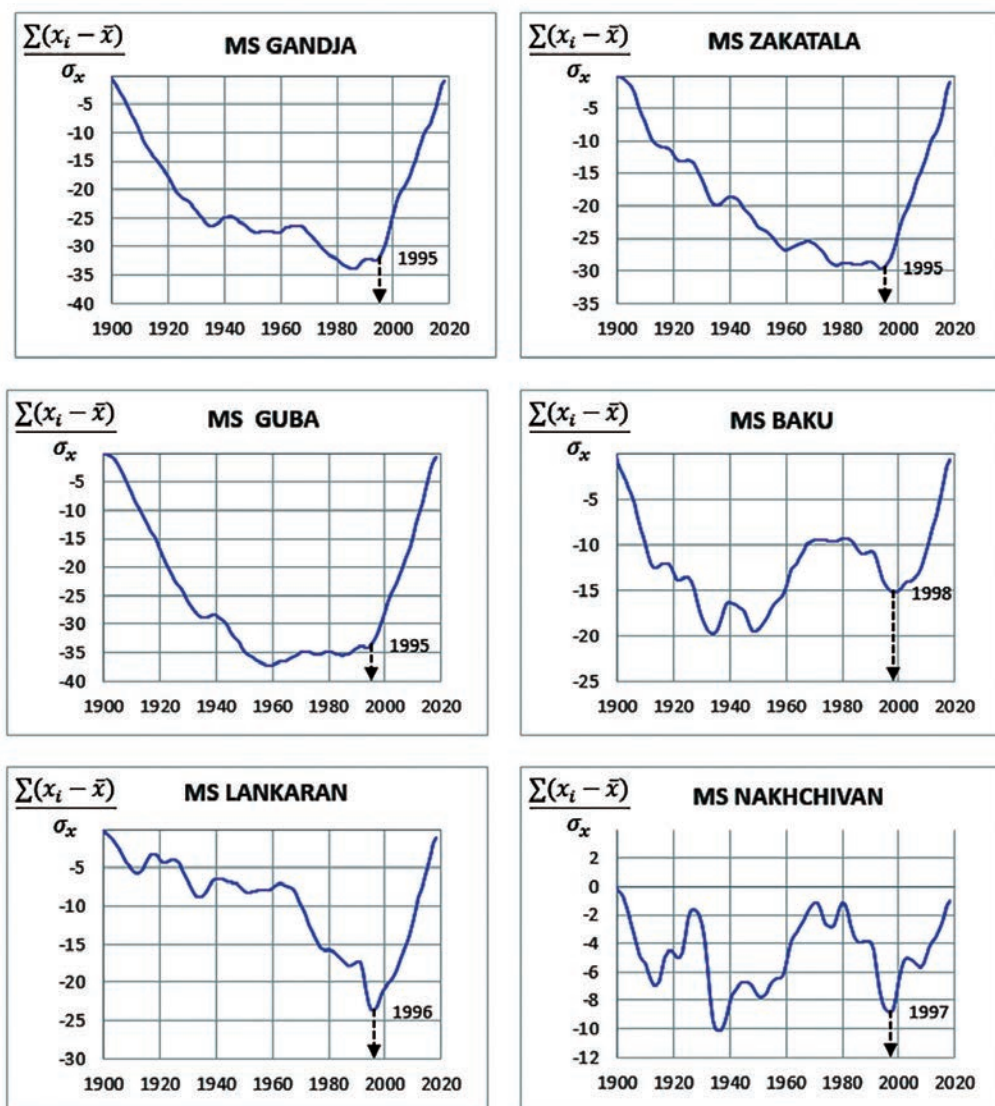 ∑(xᵢ − x̄)
σₓ
MS GANDJA
-5
-10
-15
-20
-25
-30
-35
-40
1995
1900 1920 1940 1960 1980 2000 2020
∑(xᵢ − x̄)
σₓ
MS ZAKATALA
-5
-10
-15
-20
-25
-30
-35
1995
1900 1920 1940 1960 1980 2000 2020
∑(xᵢ − x̄)
σₓ
MS GUBA
-5
-10
-15
-20
-25
-30
-35
-40
1995
1900 1920 1940 1960 1980 2000 2020
∑(xᵢ − x̄)
σₓ
MS BAKU
-5
-10
-15
-20
-25
1998
1900 1920 1940 1960 1980 2000 2020
∑(xᵢ − x̄)
σₓ
MS LANKARAN
-5
-10
-15
-20
-25
-30
1996
1900 1920 1940 1960 1980 2000 2020
∑(xᵢ − x̄)
σₓ
MS NAKHCHIVAN
2
0
-2
-4
-6
-8
-10
-12
1997
1900 1920 1940 1960 1980 2000 2020